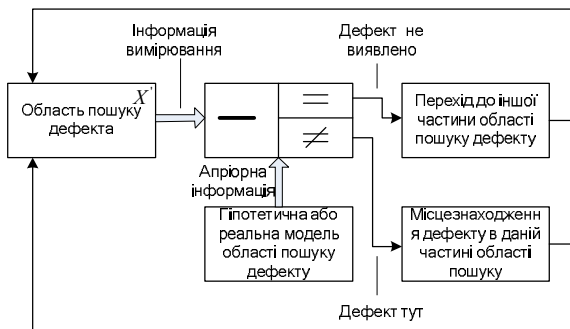 Інформація
вимірювання
Дефект не
виявлено
X'
Область пошуку
дефекта
—
=
≠
Перехід до іншої
частини області
пошуку дефекту
Апріорна
інформація
Гіпотетична або
реальна модель
області пошуку
дефекту
Місцезнаходженн
я дефекту в даній
частині області
пошуку
Дефект тут